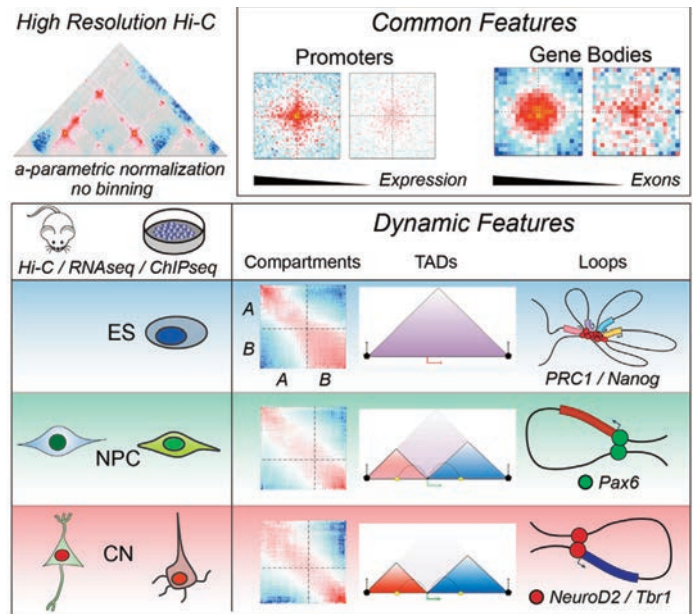 High Resolution Hi-C
a-parametric normalization
no binning
Common Features
Promoters
Gene Bodies
Expression
Exons
Hi-C / RNAseq / ChIPseq
Dynamic Features
Compartments
TADs
Loops
ES
A
B
A B
PRC1 / Nanog
NPC
Pax6
CN
NeuroD2 / Tbr1